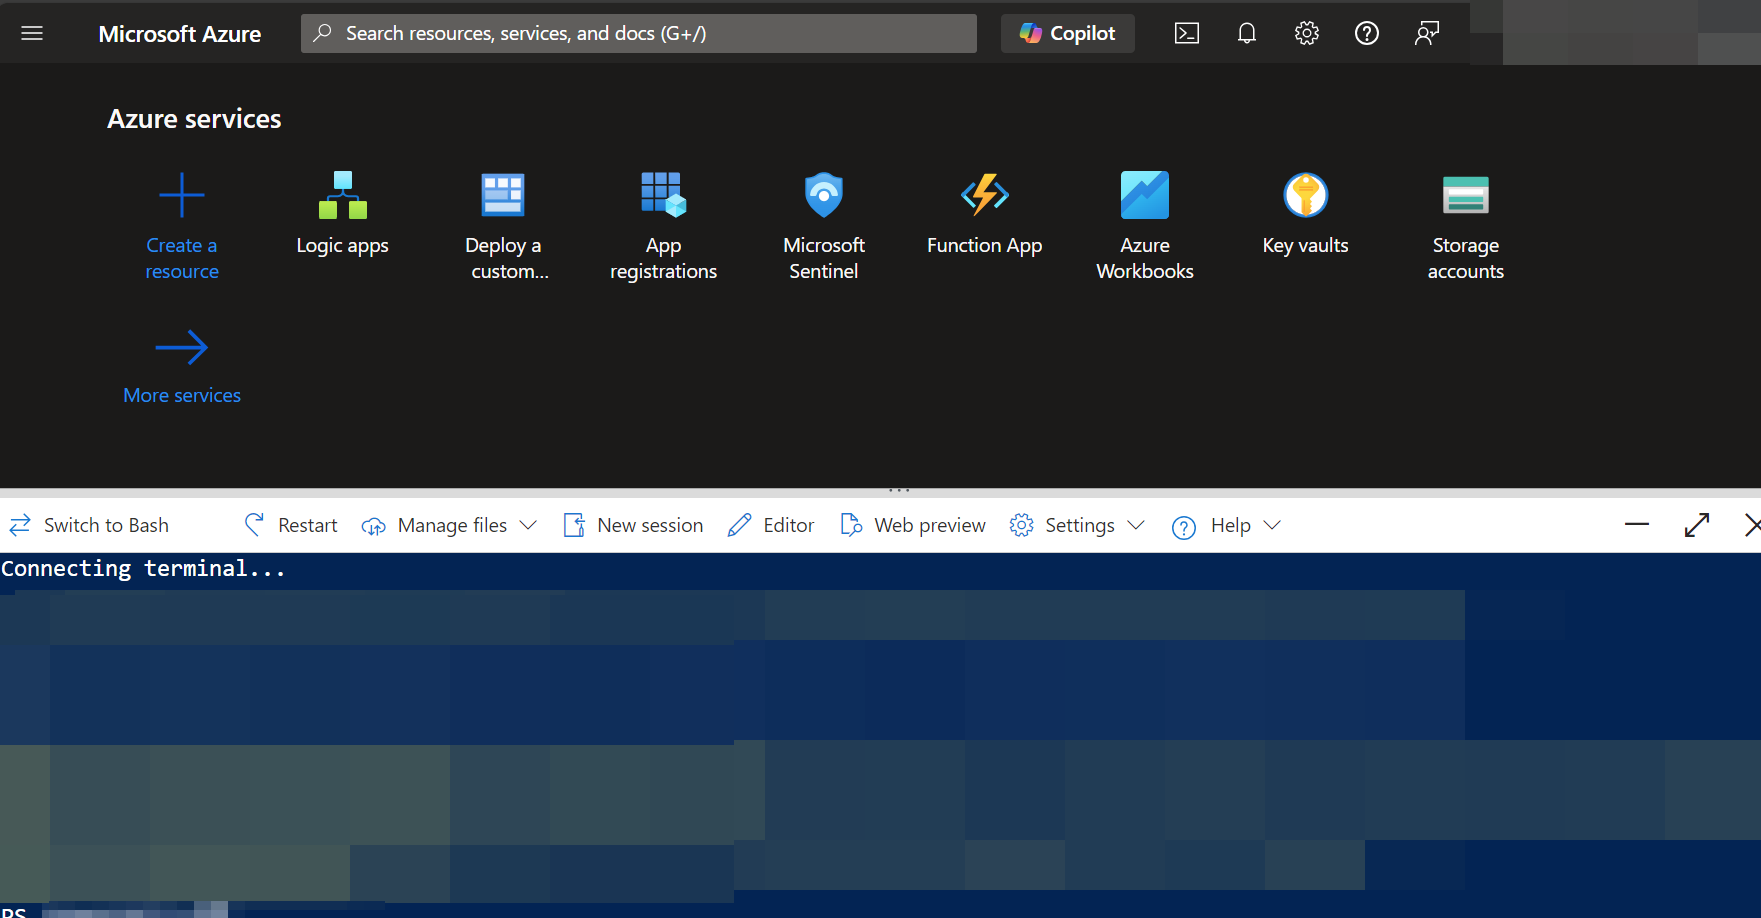 Microsoft Azure
Search resources, services, and docs (G+/)
Copilot
Azure services
Create a
resource
Logic apps
Deploy a
custom...
App
registrations
Microsoft
Sentinel
Function App
Azure
Workbooks
Key vaults
Storage
accounts
More services
Switch to Bash
Restart
Manage files
New session
Editor
Web preview
Settings
Help
Connecting terminal...
PS